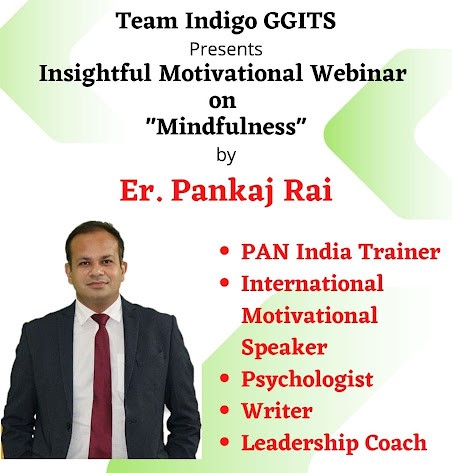 Team Indigo GGITS
Presents
Insightful Motivational Webinar
on
"Mindfulness"
by
Er. Pankaj Rai
• PAN India Trainer
• International
Motivational
Speaker
• Psychologist
• Writer
• Leadership Coach